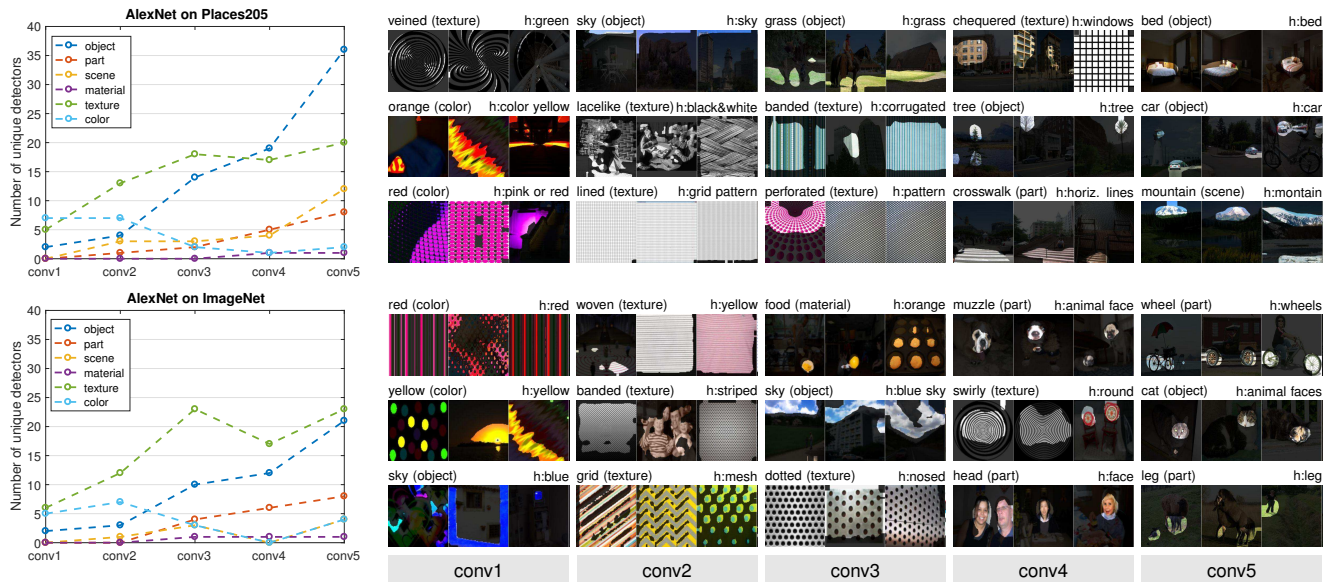 AlexNet on Places205
Number of unique detectors
40
35
30
25
20
15
10
5
0
object
part
scene
material
texture
color
conv1 conv2 conv3 conv4 conv5
veined (texture) h:green
sky (object) h:sky
grass (object) h:grass
chequered (texture) h:windows
bed (object) h:bed
orange (color) h:color yellow
lacelike (texture) h:black&white
banded (texture) h:corrugated
tree (object) h:tree
car (object) h:car
red (color) h:pink or red
lined (texture) h:grid pattern
perforated (texture) h:pattern
crosswalk (part) h:horiz. lines
mountain (scene) h:montain
AlexNet on ImageNet
Number of unique detectors
40
35
30
25
20
15
10
5
0
object
part
scene
material
texture
color
conv1 conv2 conv3 conv4 conv5
red (color) h:red
woven (texture) h:yellow
food (material) h:orange
muzzle (part) h:animal face
wheel (part) h:wheels
yellow (color) h:yellow
banded (texture) h:striped
sky (object) h:blue sky
swirly (texture) h:round
cat (object) h:animal faces
sky (object) h:blue
grid (texture) h:mesh
dotted (texture) h:nosed
head (part) h:face
leg (part) h:leg
conv1 conv2 conv3 conv4 conv5